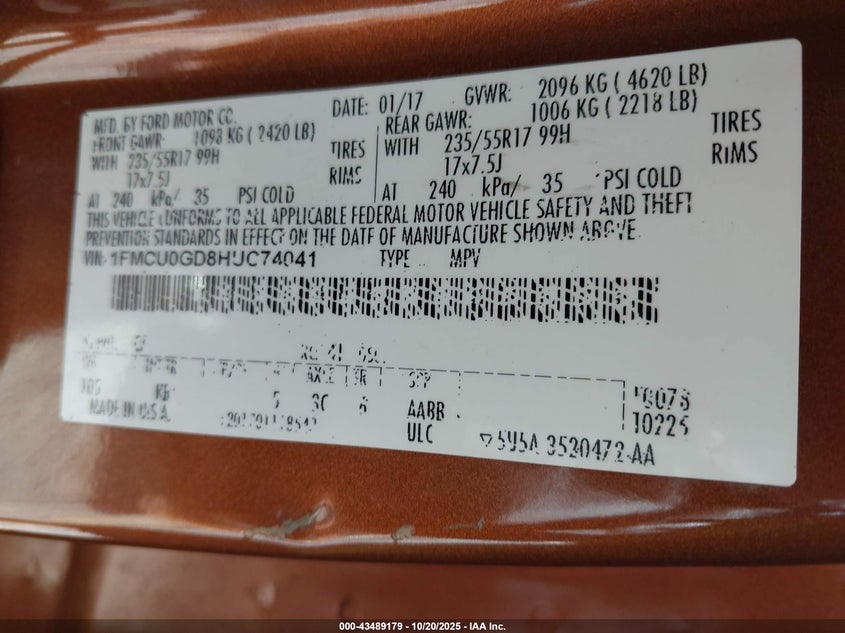 MFD. BY FORD MOTOR CO. DATE: 01/17 GVWR: 2096 KG ( 4620 LB)
FRONT GAWR: 1098 KG ( 2420 LB) REAR GAWR: 1006 KG ( 2218 LB)
WITH 235/55R17 99H TIRES WITH 235/55R17 99H TIRES
17x7.5J RIMS 17x7.5J RIMS
AT 240 kPa/ 35 PSI COLD AT 240 kPa/ 35 PSI COLD
THIS VEHICLE CONFORMS TO ALL APPLICABLE FEDERAL MOTOR VEHICLE SAFETY AND THEFT
PREVENTION STANDARDS IN EFFECT ON THE DATE OF MANUFACTURE SHOWN ABOVE.
VIN: 1FMCU0GD8HUC74041 TYPE: MPV
AXLE TR SPR
5 6 AABR
MADE IN U.S.A. ULC 5U5A 3520472 AA
10225
000-43489179 | 10/20/2025 | IAA Inc.